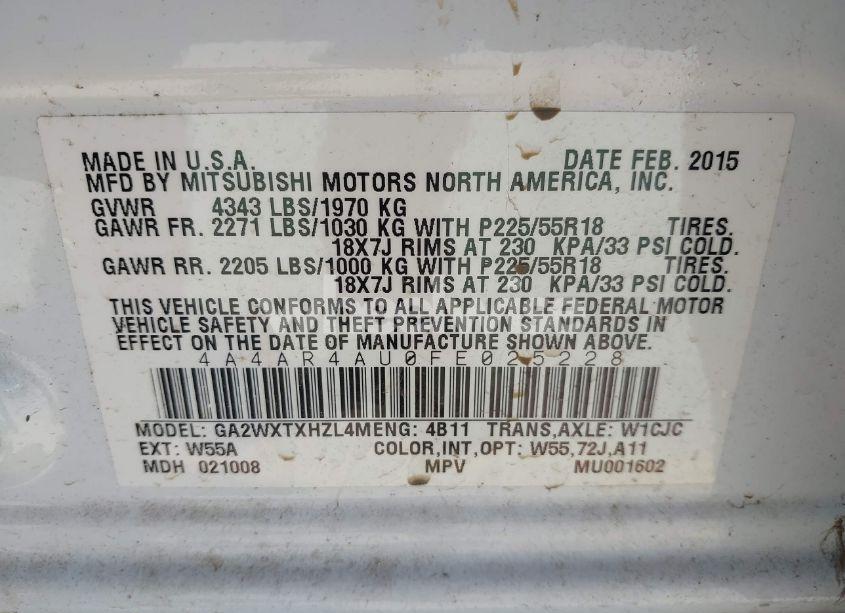 MADE IN U.S.A. DATE FEB. 2015
MFD BY MITSUBISHI MOTORS NORTH AMERICA, INC.
GVWR 4343 LBS/1970 KG
GAWR FR. 2271 LBS/1030 KG WITH P225/55R18 TIRES.
18X7J RIMS AT 230 KPA/33 PSI COLD.
GAWR RR. 2205 LBS/1000 KG WITH P225/55R18 TIRES.
18X7J RIMS AT 230 KPA/33 PSI COLD.
THIS VEHICLE CONFORMS TO ALL APPLICABLE FEDERAL MOTOR
VEHICLE SAFETY AND THEFT PREVENTION STANDARDS IN
EFFECT ON THE DATE OF MANUFACTURE SHOWN ABOVE.
4A4AR4AU0FE025228
MODEL: GA2WXTXHZL4MENG: 4B11 TRANS,AXLE: W1CJC
EXT: W55A COLOR,INT,OPT: W55,72J,A11
MDH 021008 MPV MU001602